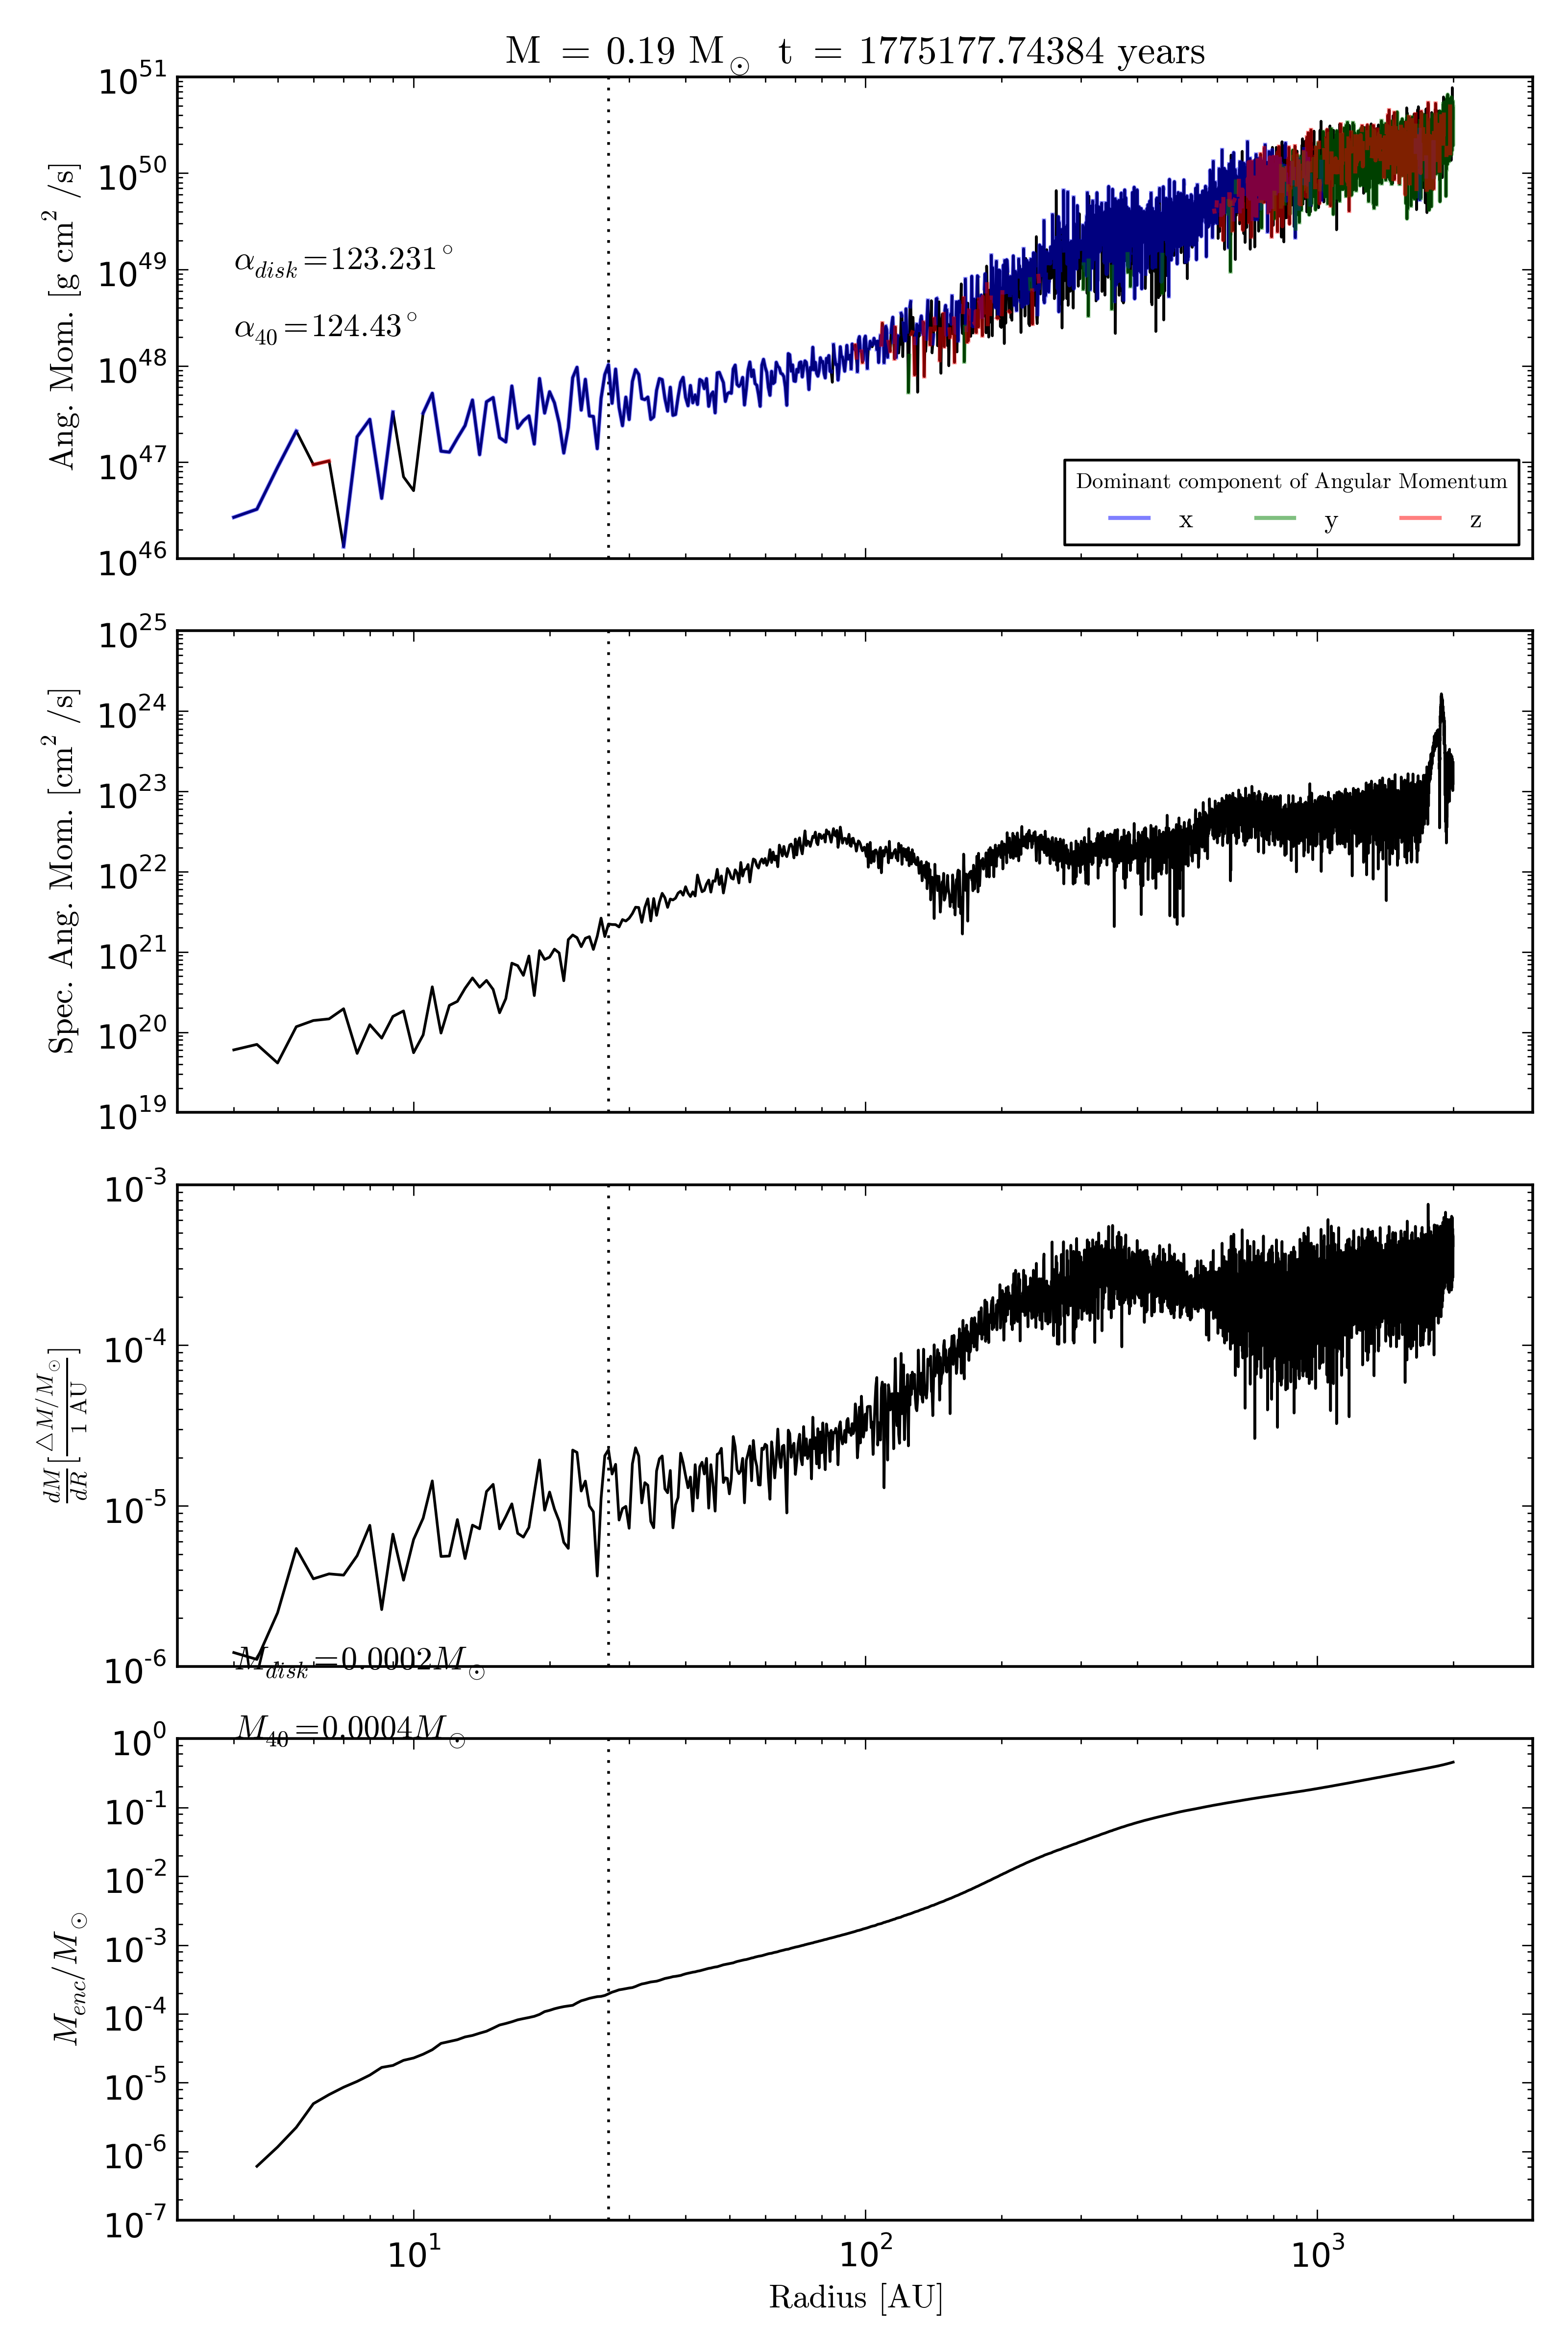 M = 0.19 M⊙ t = 1775177.74384 years
10^51
10^50
10^49
10^48
10^47
10^46
Ang. Mom. [g cm^2 /s]
α_disk=123.231°
α_40=124.43°
Dominant component of Angular Momentum
x y z
10^25
10^24
10^23
10^22
10^21
10^20
10^19
Spec. Ang. Mom. [cm^2 /s]
10^-3
10^-4
10^-5
10^-6
dM/dR [△M/M⊙ / 1 AU]
M_disk=0.0002M⊙
M_40=0.0004M⊙
10^0
10^-1
10^-2
10^-3
10^-4
10^-5
10^-6
10^-7
M_enc/M⊙
10^1 10^2 10^3
Radius [AU]